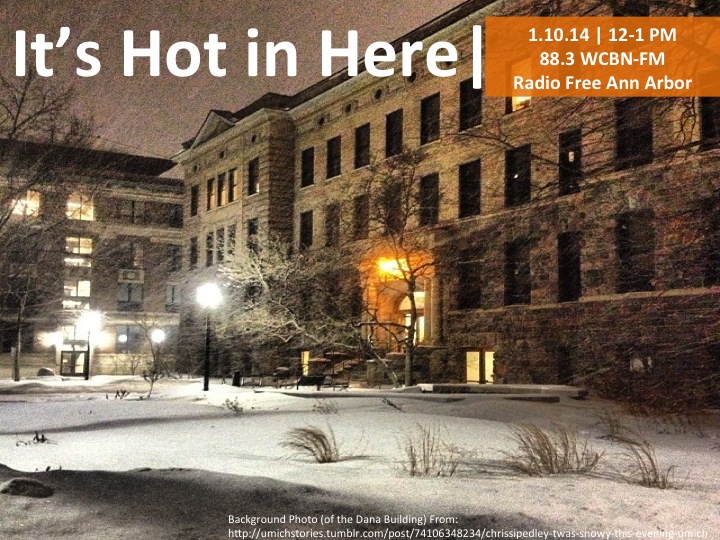 It's Hot in Here|
1.10.14 | 12-1 PM
88.3 WCBN-FM
Radio Free Ann Arbor
Background Photo (of the Dana Building) From:
http://umichstories.tumblr.com/post/74106348234/chrissipedley-twas-snowy-this-evening-umich